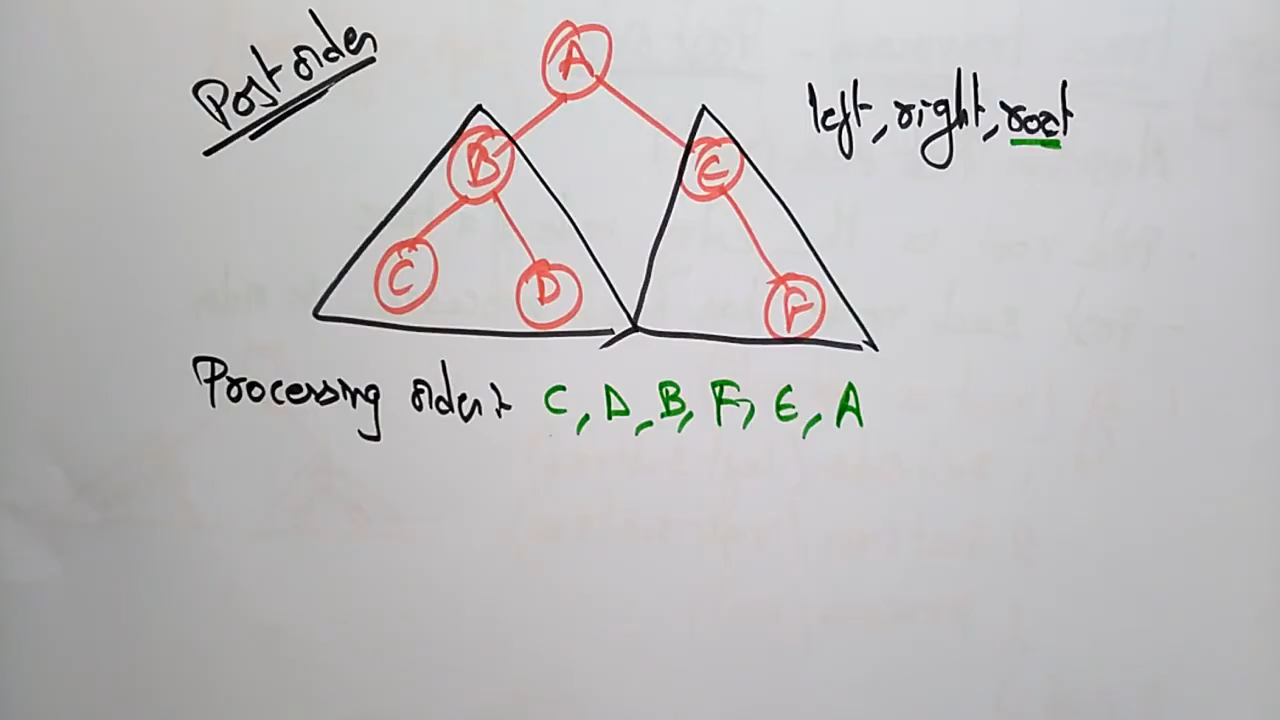 Post order
A
left, right, root
B
E
C
D
F
Processing order: C, D, B, F, E, A